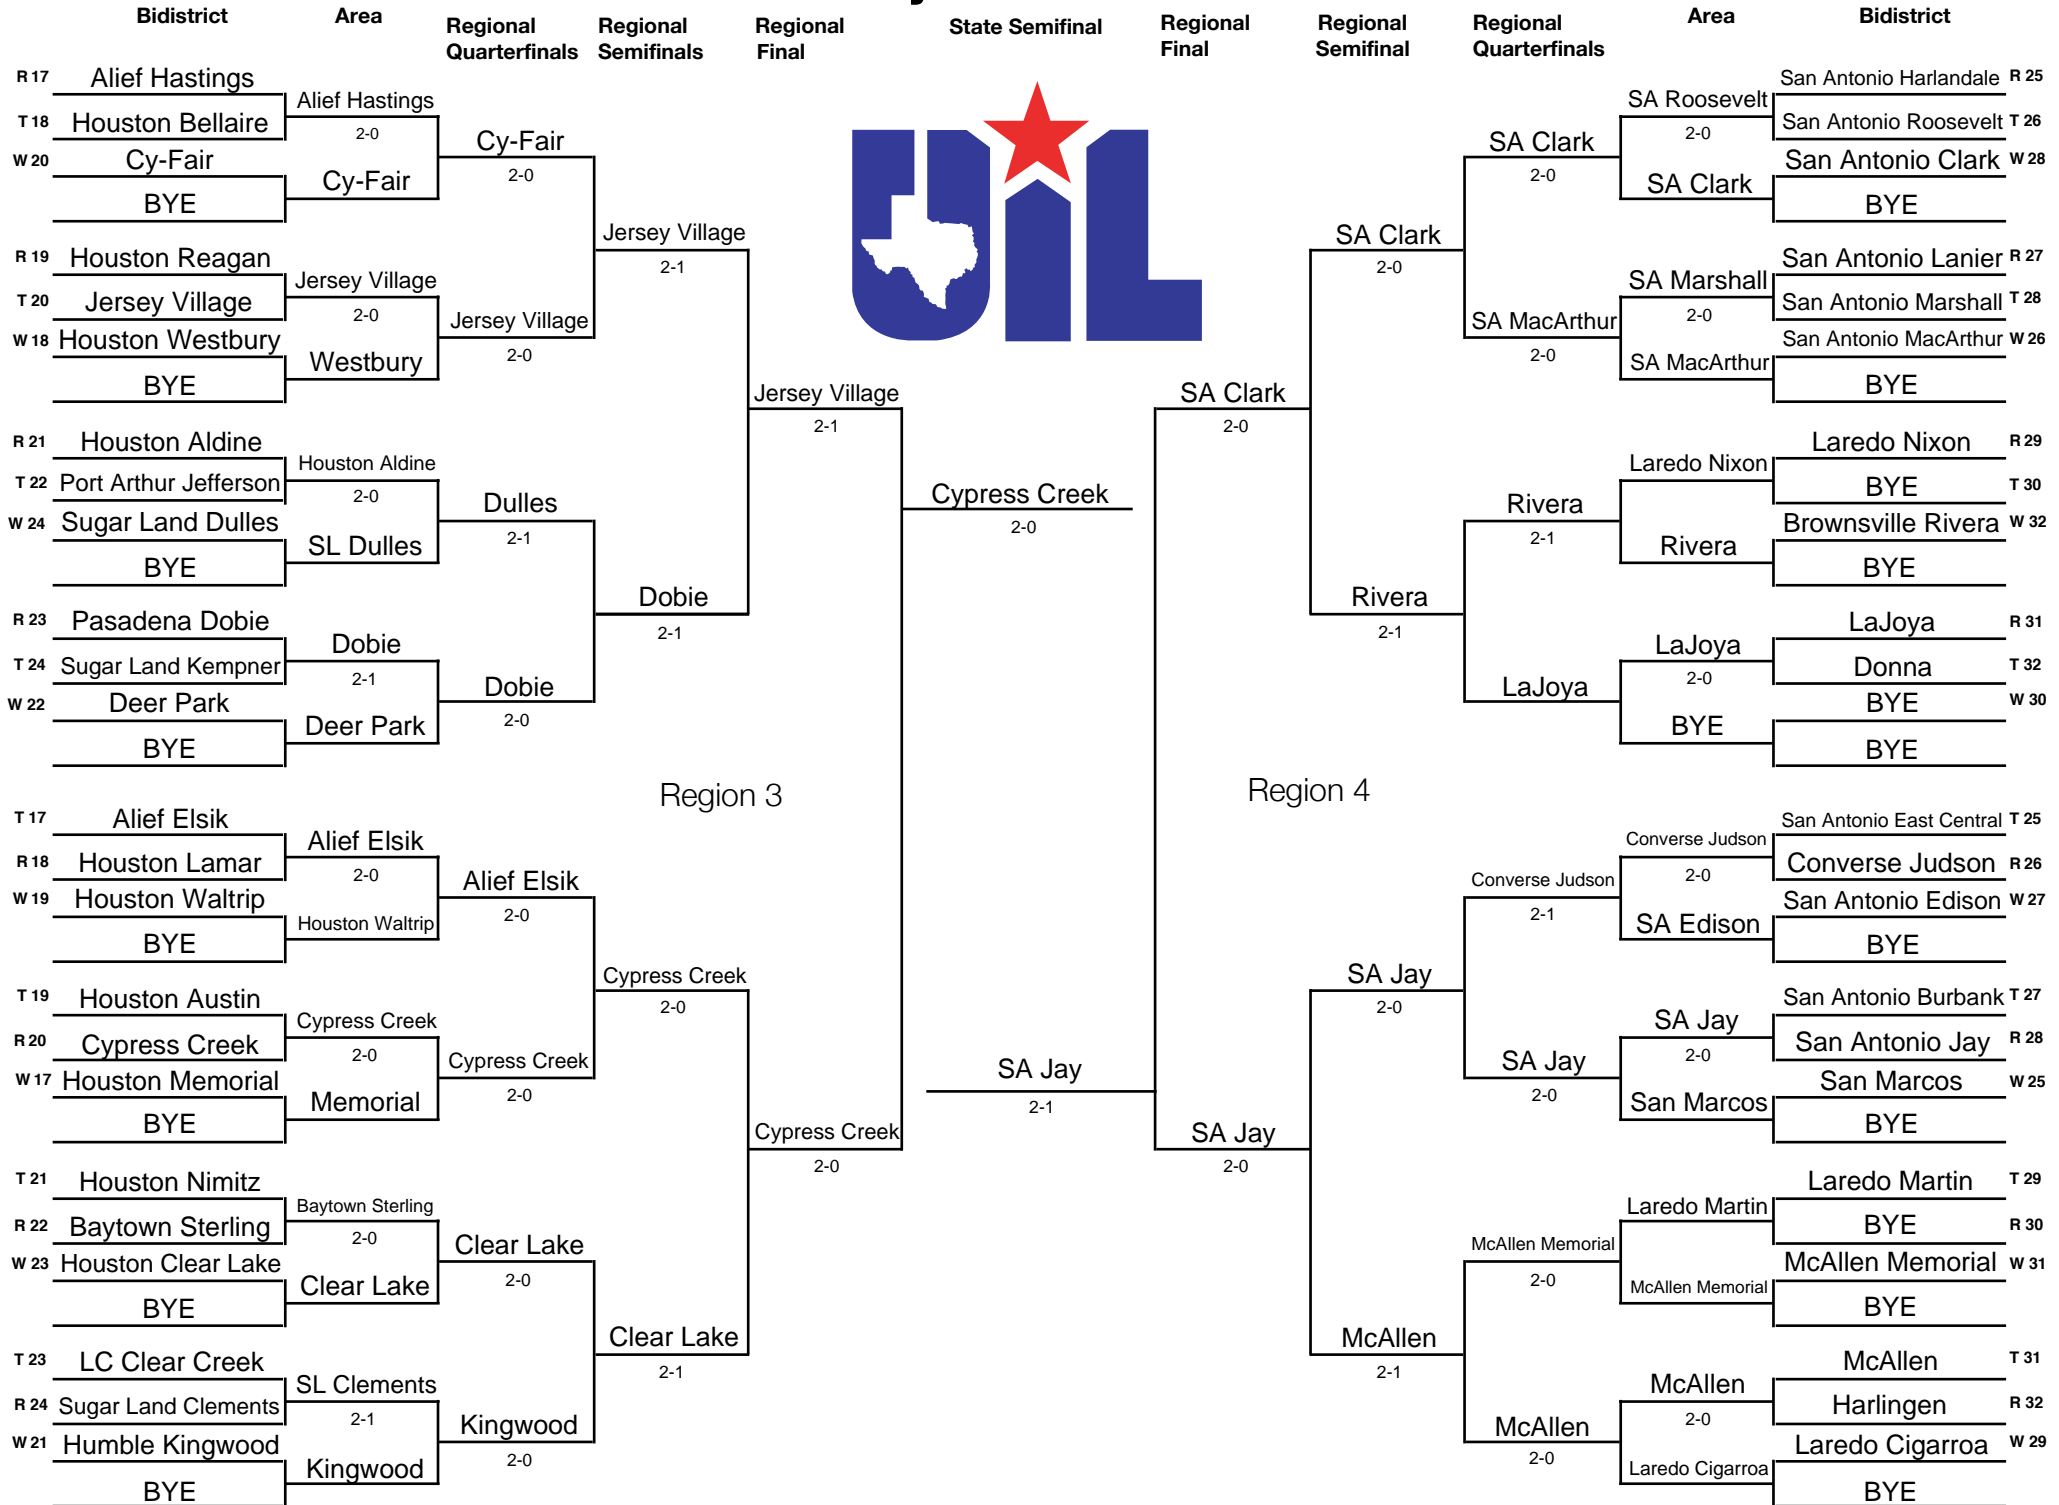 Bidistrict
Area
Regional
Quarterfinals
Regional
Semifinals
Regional
Final
State Semifinal
Regional
Final
Regional
Semifinal
Regional
Quarterfinals
Area
Bidistrict
R 17 Alief Hastings
T 18 Houston Bellaire
W 20 Cy-Fair
BYE
R 19 Houston Reagan
T 20 Jersey Village
W 18 Houston Westbury
BYE
R 21 Houston Aldine
T 22 Port Arthur Jefferson
W 24 Sugar Land Dulles
BYE
R 23 Pasadena Dobie
T 24 Sugar Land Kempner
W 22 Deer Park
BYE
T 17 Alief Elsik
R 18 Houston Lamar
W 19 Houston Waltrip
BYE
T 19 Houston Austin
R 20 Cypress Creek
W 17 Houston Memorial
BYE
T 21 Houston Nimitz
R 22 Baytown Sterling
W 23 Houston Clear Lake
BYE
T 23 LC Clear Creek
R 24 Sugar Land Clements
W 21 Humble Kingwood
BYE
Alief Hastings
2-0
Cy-Fair
Jersey Village
2-0
Westbury
Houston Aldine
2-0
SL Dulles
Dobie
2-1
Deer Park
Alief Elsik
2-0
Houston Waltrip
Cypress Creek
2-0
Memorial
Baytown Sterling
2-0
Clear Lake
SL Clements
2-1
Kingwood
Cy-Fair
2-0
Jersey Village
2-0
Dulles
2-1
Dobie
2-0
Alief Elsik
2-0
Cypress Creek
2-0
Clear Lake
2-0
Kingwood
2-0
Jersey Village
2-1
Dobie
2-1
Region 3
Cypress Creek
2-0
Clear Lake
2-1
Jersey Village
2-1
Cypress Creek
2-0
UIL
Cypress Creek
2-0
SA Jay
2-1
SA Clark
2-0
SA Jay
2-0
SA Clark
2-0
Rivera
2-1
Region 4
SA Jay
2-0
McAllen
2-1
SA Clark
2-0
SA MacArthur
2-0
Rivera
2-1
LaJoya
Converse Judson
2-1
SA Jay
2-0
McAllen Memorial
2-0
McAllen
2-0
SA Roosevelt
2-0
SA Clark
SA Marshall
2-0
SA MacArthur
Laredo Nixon
Rivera
LaJoya
2-0
BYE
Converse Judson
2-0
SA Edison
SA Jay
2-0
San Marcos
Laredo Martin
McAllen Memorial
McAllen
2-0
Laredo Cigarroa
San Antonio Harlandale R 25
San Antonio Roosevelt T 26
San Antonio Clark W 28
BYE
San Antonio Lanier R 27
San Antonio Marshall T 28
San Antonio MacArthur W 26
BYE
Laredo Nixon R 29
BYE T 30
Brownsville Rivera W 32
BYE
LaJoya R 31
Donna T 32
BYE W 30
BYE
San Antonio East Central T 25
Converse Judson R 26
San Antonio Edison W 27
BYE
San Antonio Burbank T 27
San Antonio Jay R 28
San Marcos W 25
BYE
Laredo Martin T 29
BYE R 30
McAllen Memorial W 31
BYE
McAllen T 31
Harlingen R 32
Laredo Cigarroa W 29
BYE